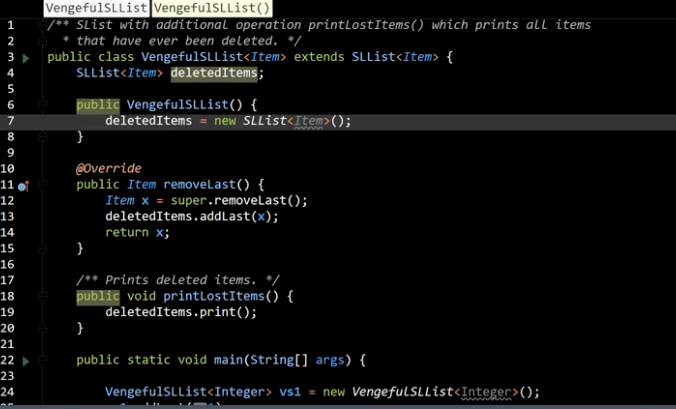 VengefulSLList VengefulSLList()
1 /** SList with additional operation printLostItems() which prints all items
2 * that have ever been deleted. */
3 public class VengefulSLList<Item> extends SLList<Item> {
4 SLList<Item> deletedItems;
5
6 public VengefulSLList() {
7 deletedItems = new SLList<Item>();
8 }
9
10 @Override
11 public Item removeLast() {
12 Item x = super.removeLast();
13 deletedItems.addLast(x);
14 return x;
15 }
16
17 /** Prints deleted items. */
18 public void printLostItems() {
19 deletedItems.print();
20 }
21
22 public static void main(String[] args) {
23
24 VengefulSLList<Integer> vs1 = new VengefulSLList<Integer>();